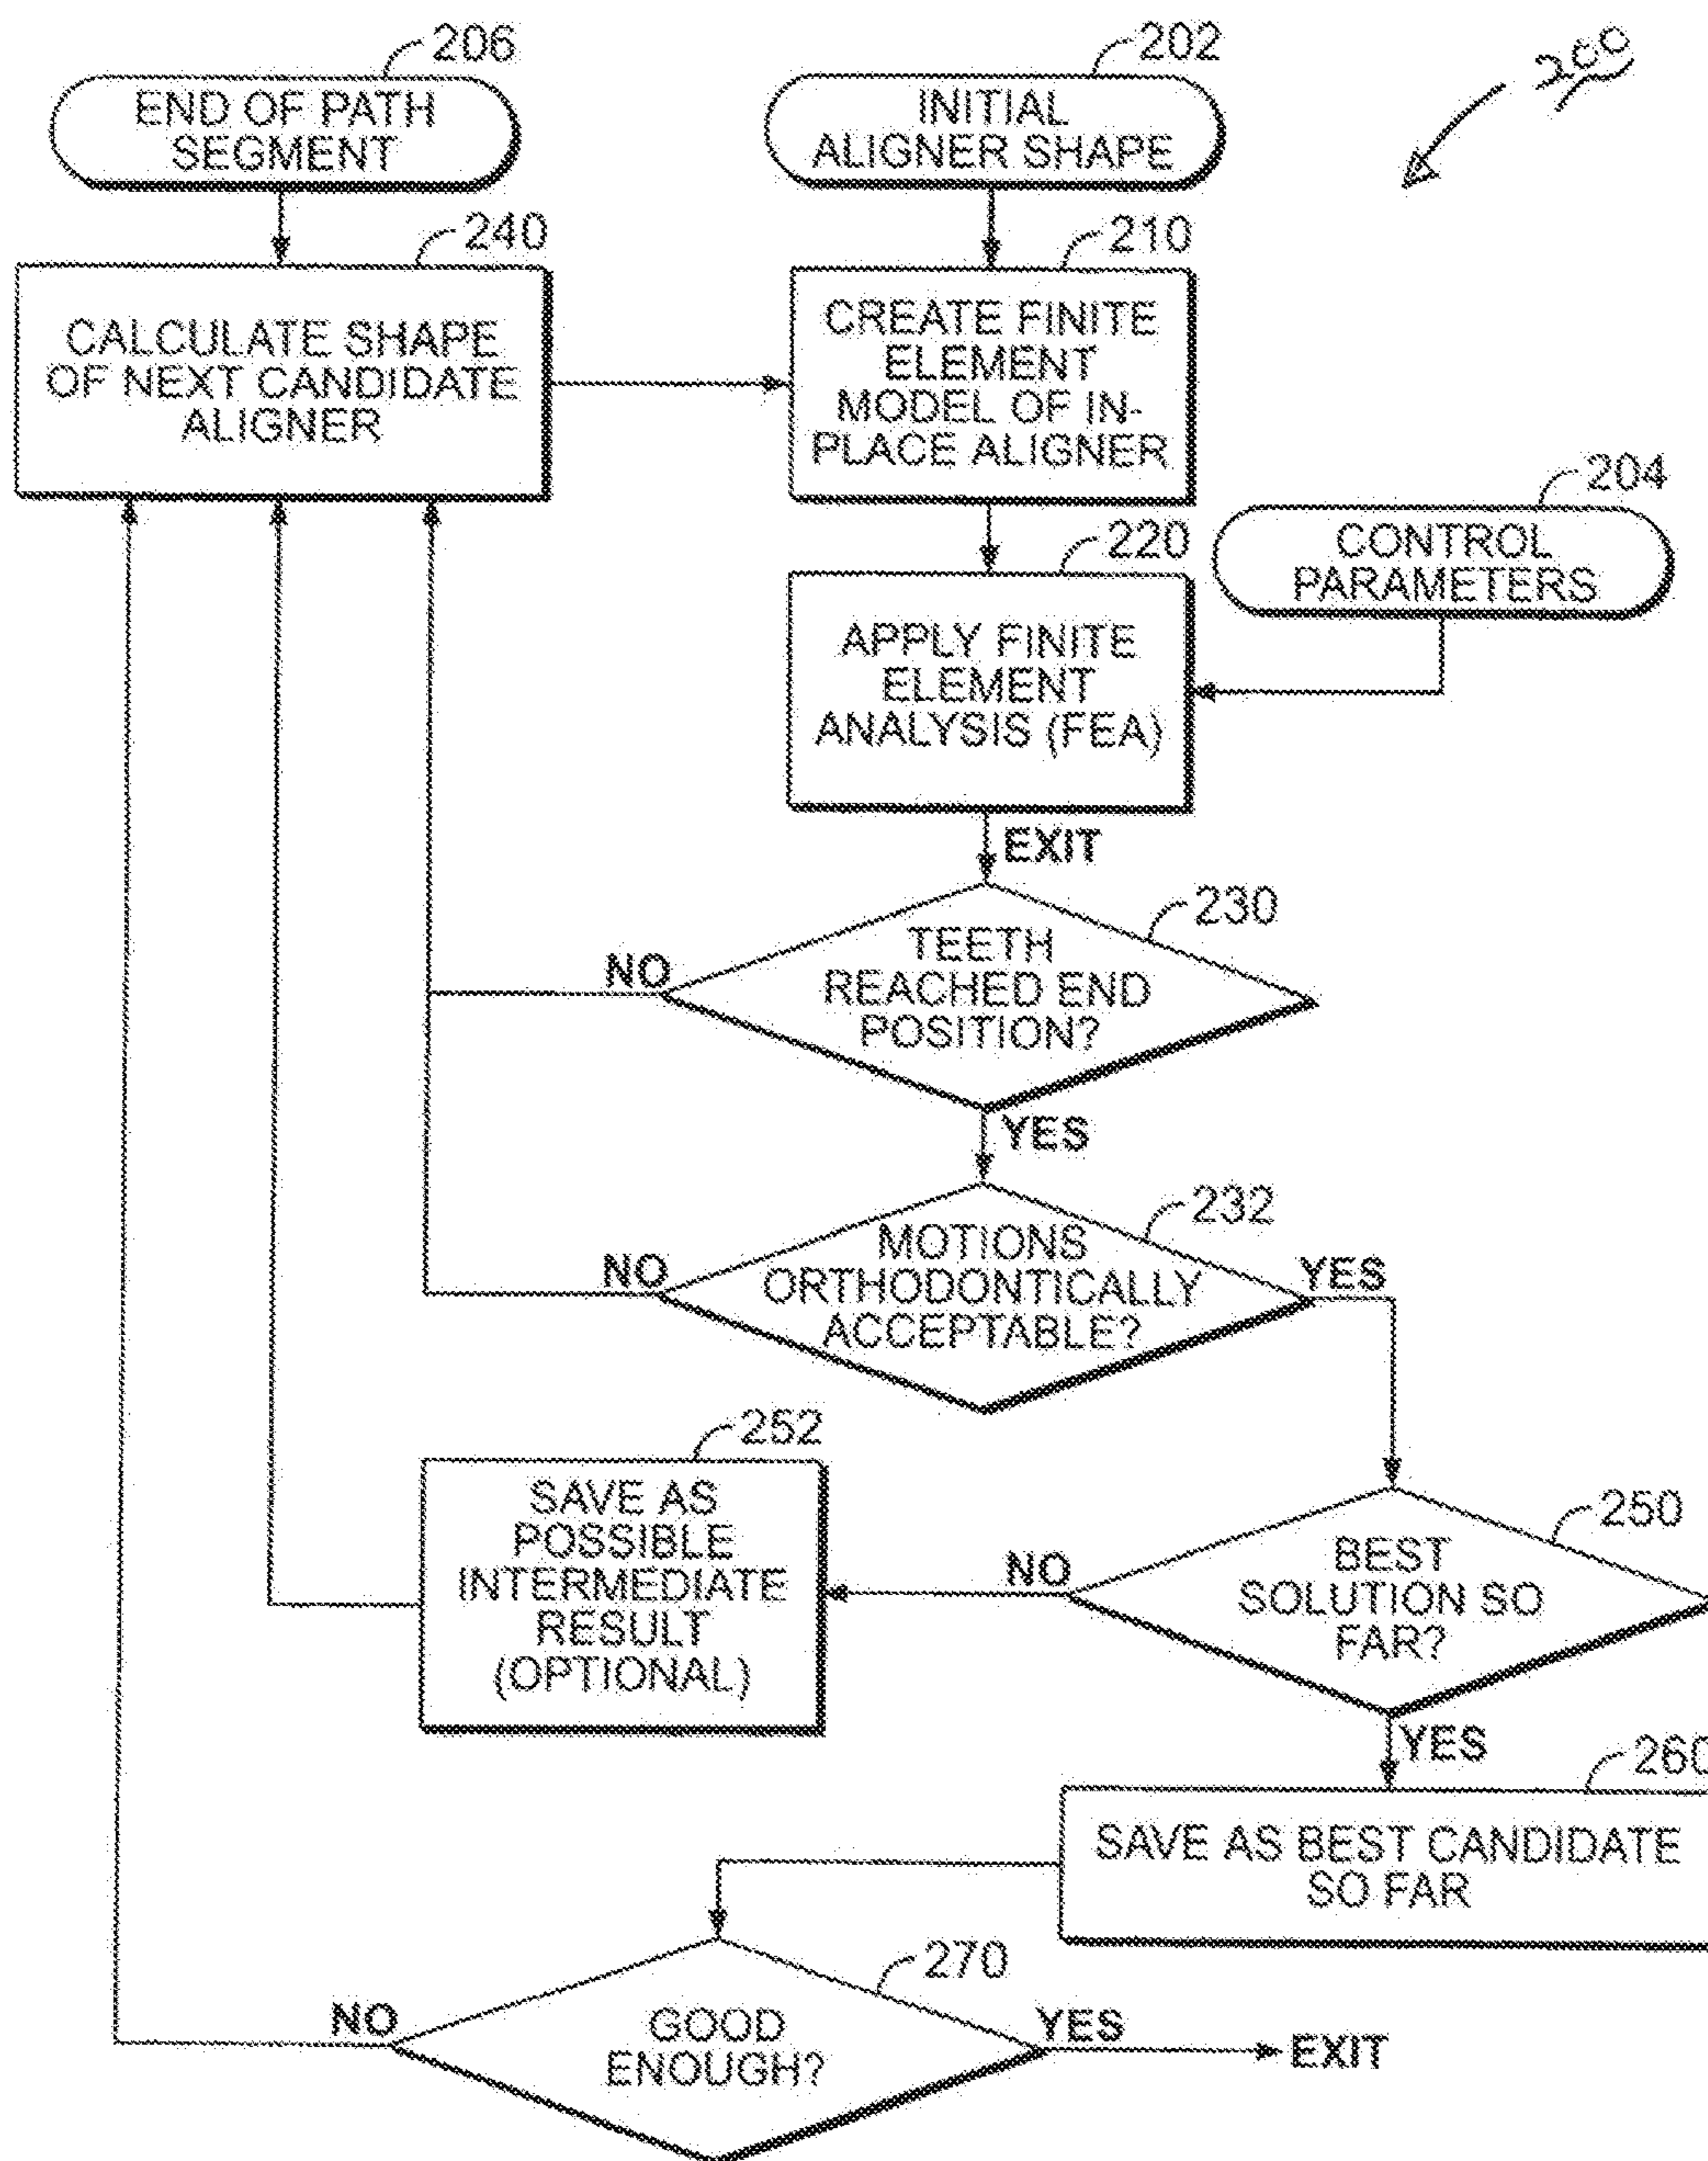 206
END OF PATH
SEGMENT
202
INITIAL
ALIGNER SHAPE
200
240
CALCULATE SHAPE
OF NEXT CANDIDATE
ALIGNER
210
CREATE FINITE
ELEMENT
MODEL OF IN-
PLACE ALIGNER
204
CONTROL
PARAMETERS
220
APPLY FINITE
ELEMENT
ANALYSIS (FEA)
EXIT
230
TEETH
REACHED END
POSITION?
NO
YES
232
MOTIONS
ORTHODONTICALLY
ACCEPTABLE?
NO
YES
252
SAVE AS
POSSIBLE
INTERMEDIATE
RESULT
(OPTIONAL)
NO
250
BEST
SOLUTION SO
FAR?
YES
260
SAVE AS BEST CANDIDATE
SO FAR
270
GOOD
ENOUGH?
NO
YES
EXIT